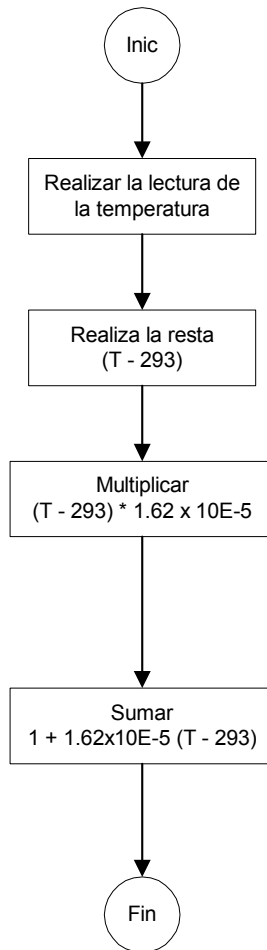 Inic
Realizar la lectura de
la temperatura
Realiza la resta
(T - 293)
Multiplicar
(T - 293) * 1.62 x 10E-5
Sumar
1 + 1.62x10E-5 (T - 293)
Fin